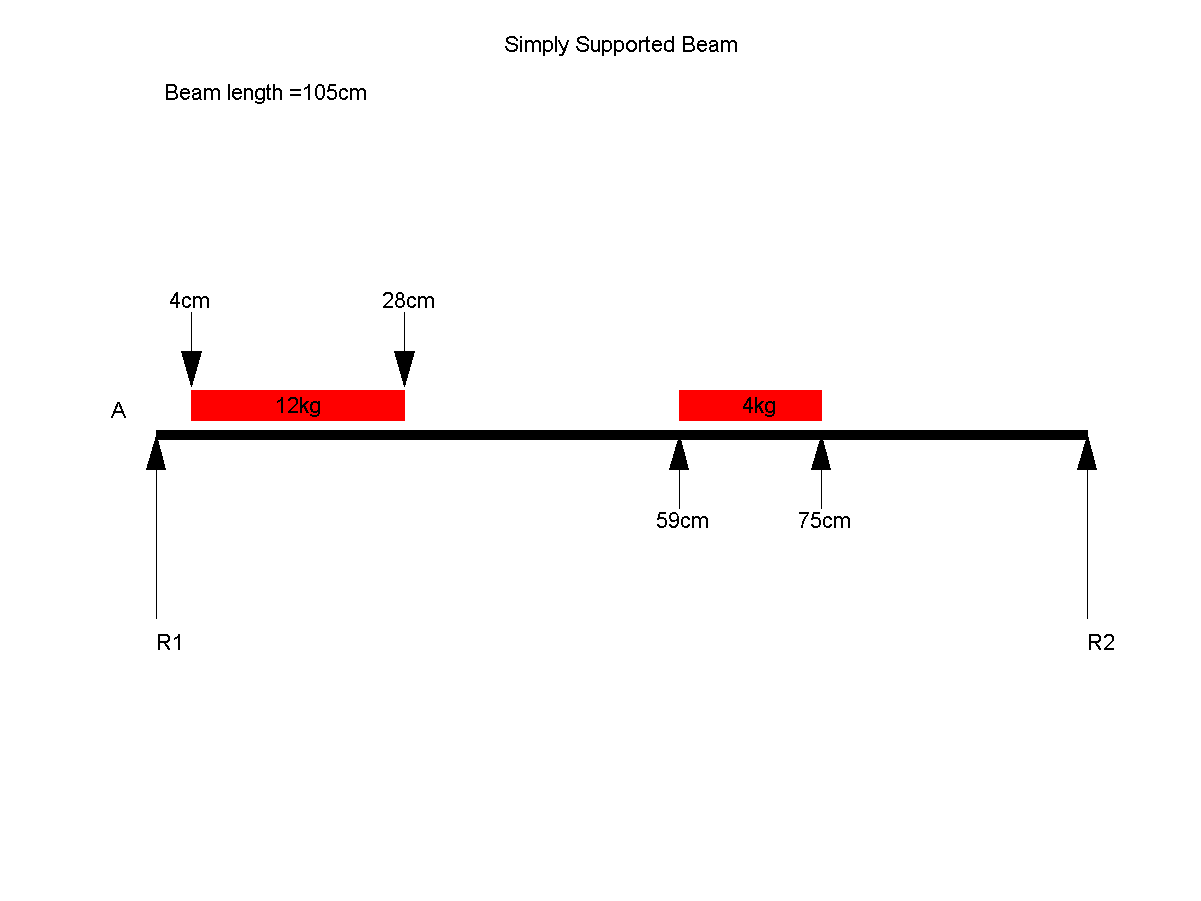 Simply Supported Beam
Beam length =105cm
4cm
28cm
A
12kg
4kg
59cm
75cm
R1
R2